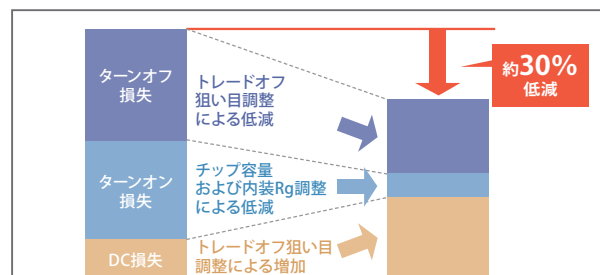 ターンオフ
損失
トレードオフ
狙い目調整
による低減
約30%
低減
ターンオン
損失
チップ容量
および内装Rg調整
による低減
DC損失
トレードオフ狙い目
調整による増加